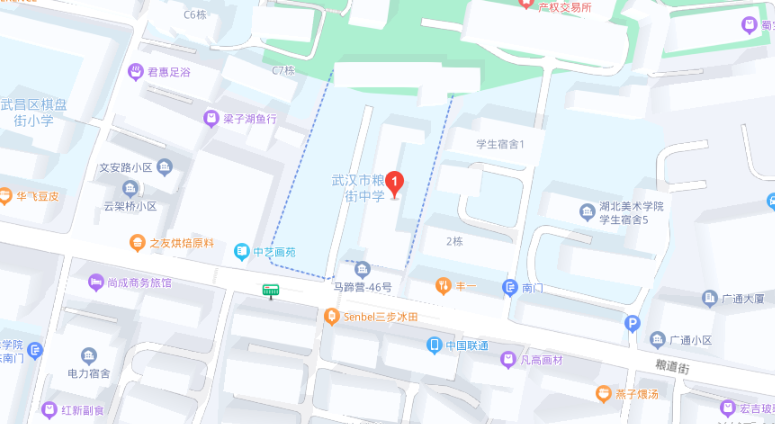 C6栋
产权交易所
C7栋
君惠足浴
武昌区棋盘
街小学
梁子湖鱼行
学生宿舍1
文安路小区
武汉市粮
街中学
1
云架桥小区
华飞豆皮
湖北美术学院
学生宿舍5
之友烘焙原料
中艺画苑
2栋
马蹄营-46号
尚成商务旅馆
丰一
南门
广通大厦
Senbel三步冰田
P
广通小区
中国联通
学院
南门
凡高画材
粮道街
电力宿舍
燕子煨汤
红新副食
宏吉玻